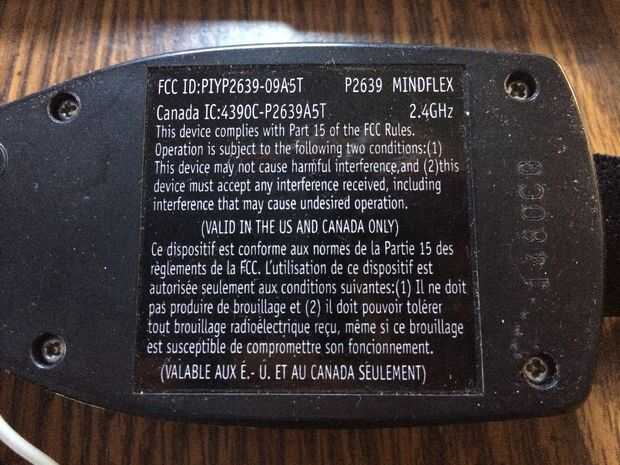 FCC ID:PIYP2639-09A5T P2639 MINDFLEX
Canada IC:4390C-P2639A5T 2.4GHz
This device complies with Part 15 of the FCC Rules.
Operation is subject to the following two conditions:(1)
This device may not cause harmful interference,and (2)this
device must accept any interference received, including
interference that may cause undesired operation.
(VALID IN THE US AND CANADA ONLY)
Ce dispositif est conforme aux normes de la Partie 15 des
règlements de la FCC. L'utilisation de ce dispositif est
autorisée seulement aux conditions suivantes:(1) Il ne doit
pas produire de brouillage et (2) il doit pouvoir tolérer
tout brouillage radioélectrique reçu, même si ce brouillage
est susceptible de compromettre son fonctionnement.
(VALABLE AUX É.- U. ET AU CANADA SEULEMENT)